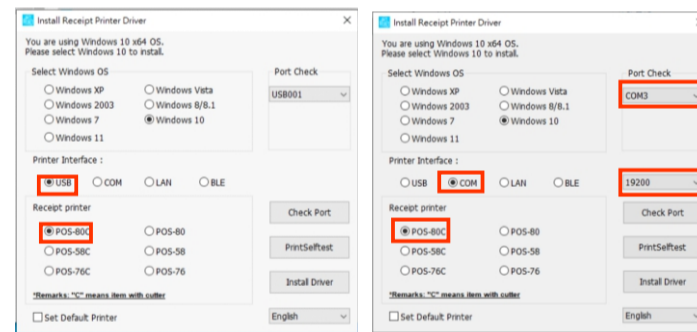 Install Receipt Printer Driver
You are using Windows 10 x64 OS.
Please select Windows 10 to install.
Select Windows OS
Port Check
Windows XP
Windows Vista
USB001
Windows 2003
Windows 8/8.1
Windows 7
Windows 10
Windows 11
Printer Interface :
USB
COM
LAN
BLE
Receipt printer
Check Port
POS-80C
POS-80
POS-58C
POS-58
PrintSelftest
POS-76C
POS-76
Install Driver
*Remarks: "C" means item with cutter
Set Default Printer
English
Install Receipt Printer Driver
You are using Windows 10 x64 OS.
Please select Windows 10 to install.
Select Windows OS
Port Check
Windows XP
Windows Vista
COM3
Windows 2003
Windows 8/8.1
Windows 7
Windows 10
Windows 11
Printer Interface :
USB
COM
LAN
BLE
19200
Receipt printer
Check Port
POS-80C
POS-80
POS-58C
POS-58
PrintSelftest
POS-76C
POS-76
Install Driver
*Remarks: "C" means item with cutter
Set Default Printer
English